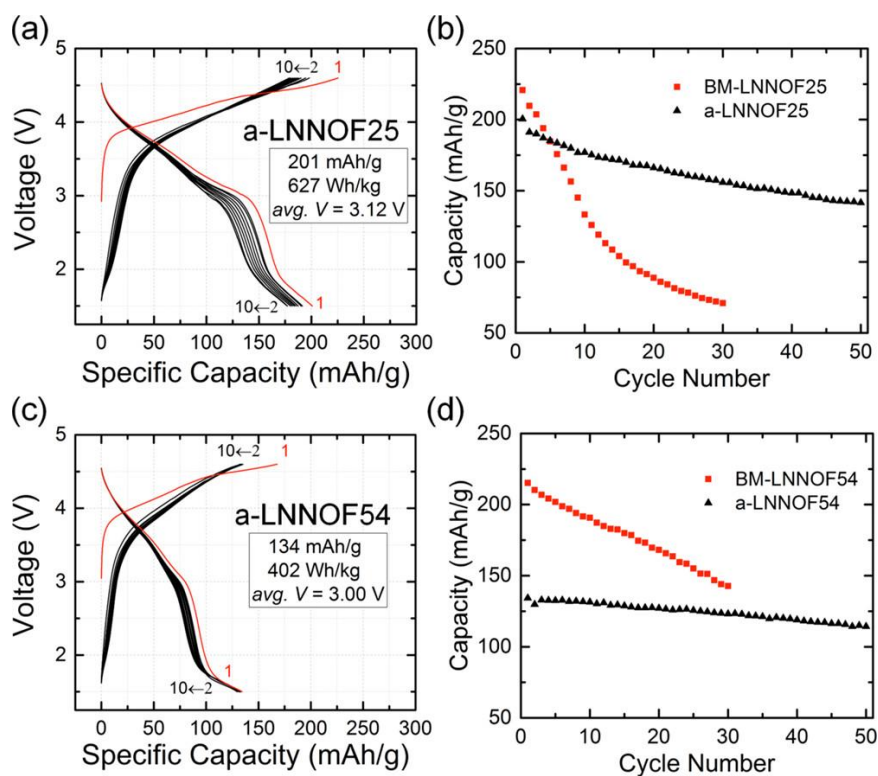 (a)
5
4
3
2
Voltage (V)
10←2
1
a-LNNOF25
201 mAh/g
627 Wh/kg
avg. V = 3.12 V
10←2
1
0 50 100 150 200 250 300
Specific Capacity (mAh/g)
(b)
250
200
150
100
50
Capacity (mAh/g)
BM-LNNOF25
a-LNNOF25
0 10 20 30 40 50
Cycle Number
(c)
5
4
3
2
Voltage (V)
10←2
1
a-LNNOF54
134 mAh/g
402 Wh/kg
avg. V = 3.00 V
1
10←2
0 50 100 150 200 250 300
Specific Capacity (mAh/g)
(d)
250
200
150
100
50
Capacity (mAh/g)
BM-LNNOF54
a-LNNOF54
0 10 20 30 40 50
Cycle Number